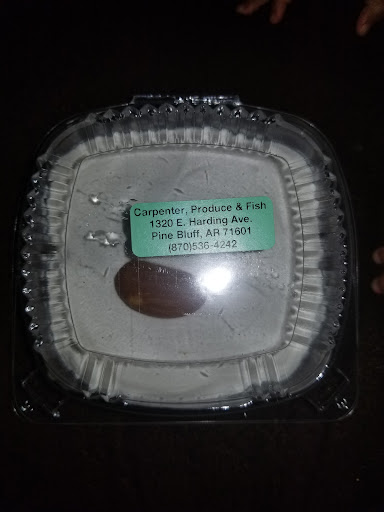 Carpenter, Produce & Fish
1320 E. Harding Ave.
Pine Bluff, AR 71601
(870)536-4242